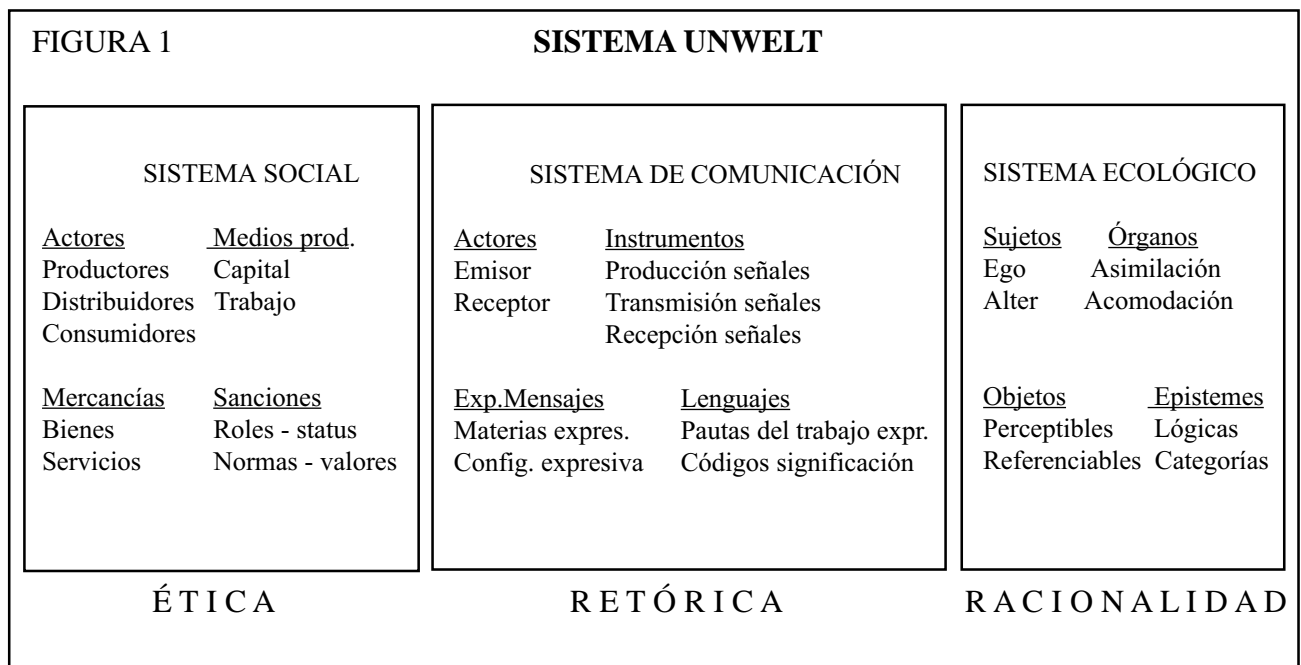 FIGURA 1 SISTEMA UNWELT
SISTEMA SOCIAL
Actores Medios prod.
Productores Capital
Distribuidores Trabajo
Consumidores
Mercancías Sanciones
Bienes Roles - status
Servicios Normas - valores
SISTEMA DE COMUNICACIÓN
Actores Instrumentos
Emisor Producción señales
Receptor Transmisión señales
Recepción señales
Exp.Mensajes Lenguajes
Materias expres. Pautas del trabajo expr.
Config. expresiva Códigos significación
SISTEMA ECOLÓGICO
Sujetos Órganos
Ego Asimilación
Alter Acomodación
Objetos Epistemes
Perceptibles Lógicas
Referenciables Categorías
ÉTICA RETÓRICA RACIONALIDAD